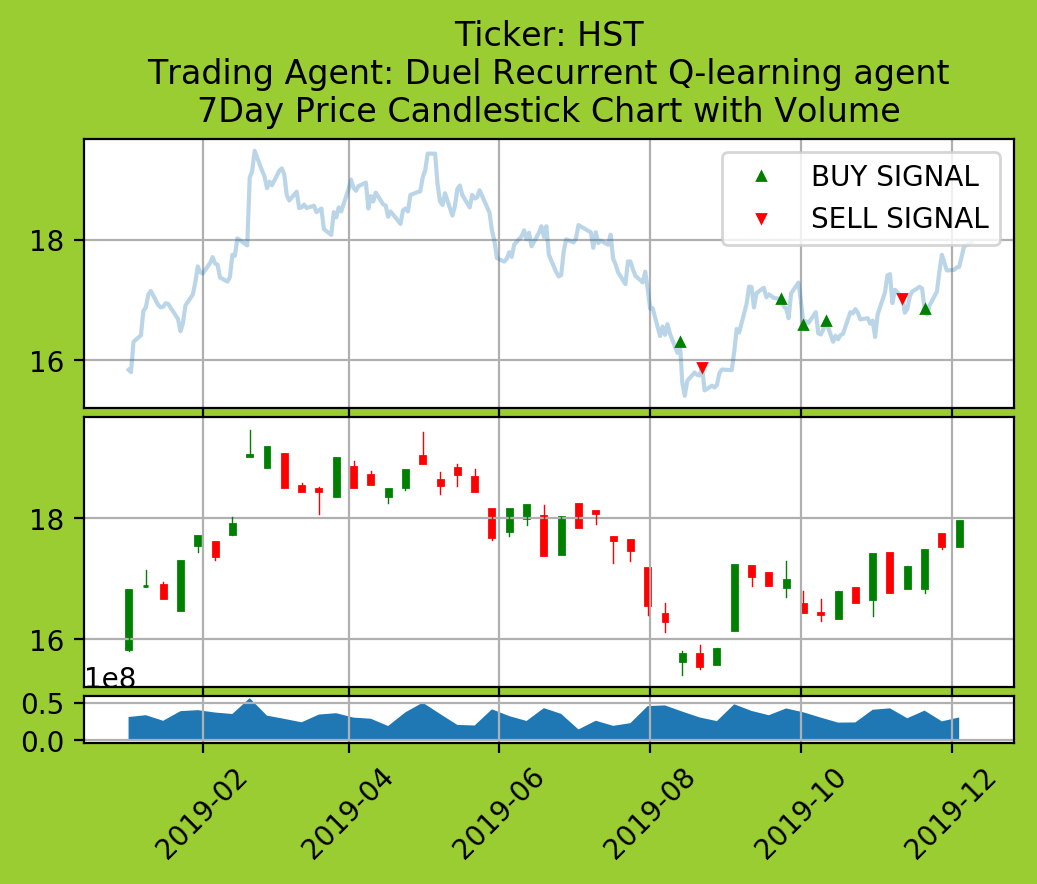 Ticker: HST
Trading Agent: Duel Recurrent Q-learning agent
7Day Price Candlestick Chart with Volume
BUY SIGNAL
SELL SIGNAL
18
16
18
16
1e8
0.5
0.0
2019-02
2019-04
2019-06
2019-08
2019-10
2019-12